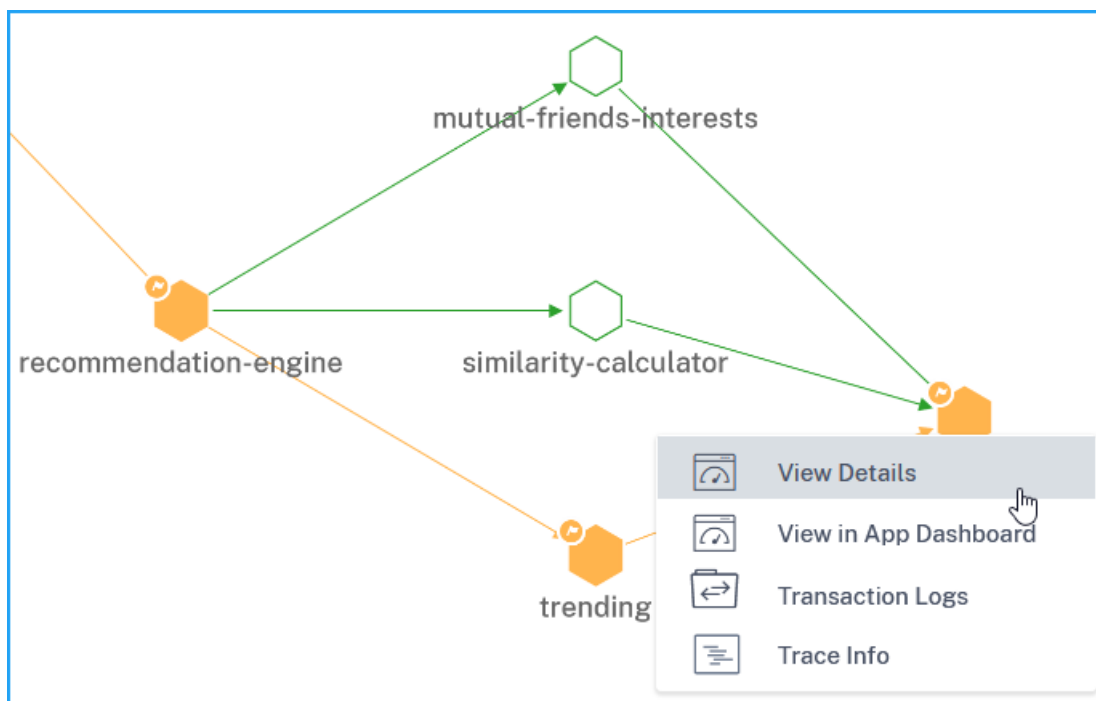 mutual-friends-interests
recommendation-engine
similarity-calculator
trending
View Details
View in App Dashboard
Transaction Logs
Trace Info